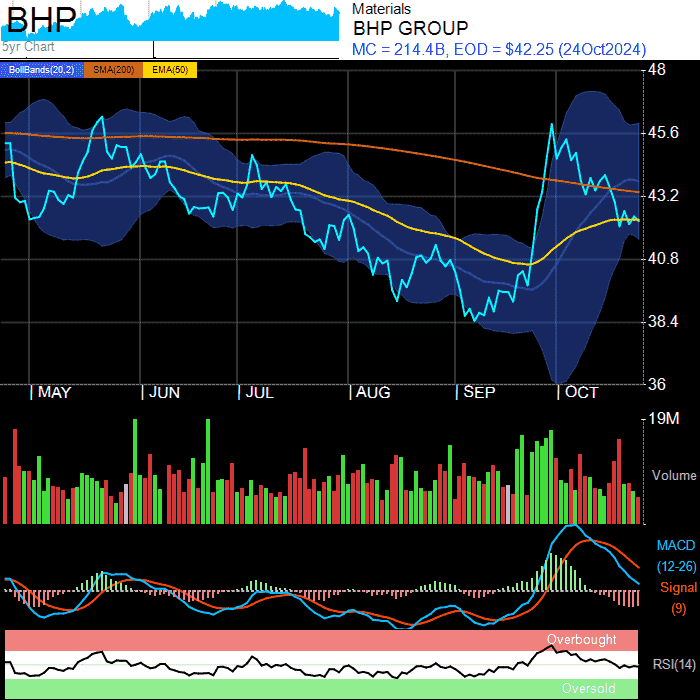 BHP
5yr Chart
Materials
BHP GROUP
MC = 214.4B, EOD = $42.25 (24Oct2024)
BollBands(20,2) SMA(200) EMA(50)
48
45.6
43.2
40.8
38.4
36
MAY JUN JUL AUG SEP OCT
19M
Volume
MACD
(12-26)
Signal
(9)
Overbought
RSI(14)
Oversold